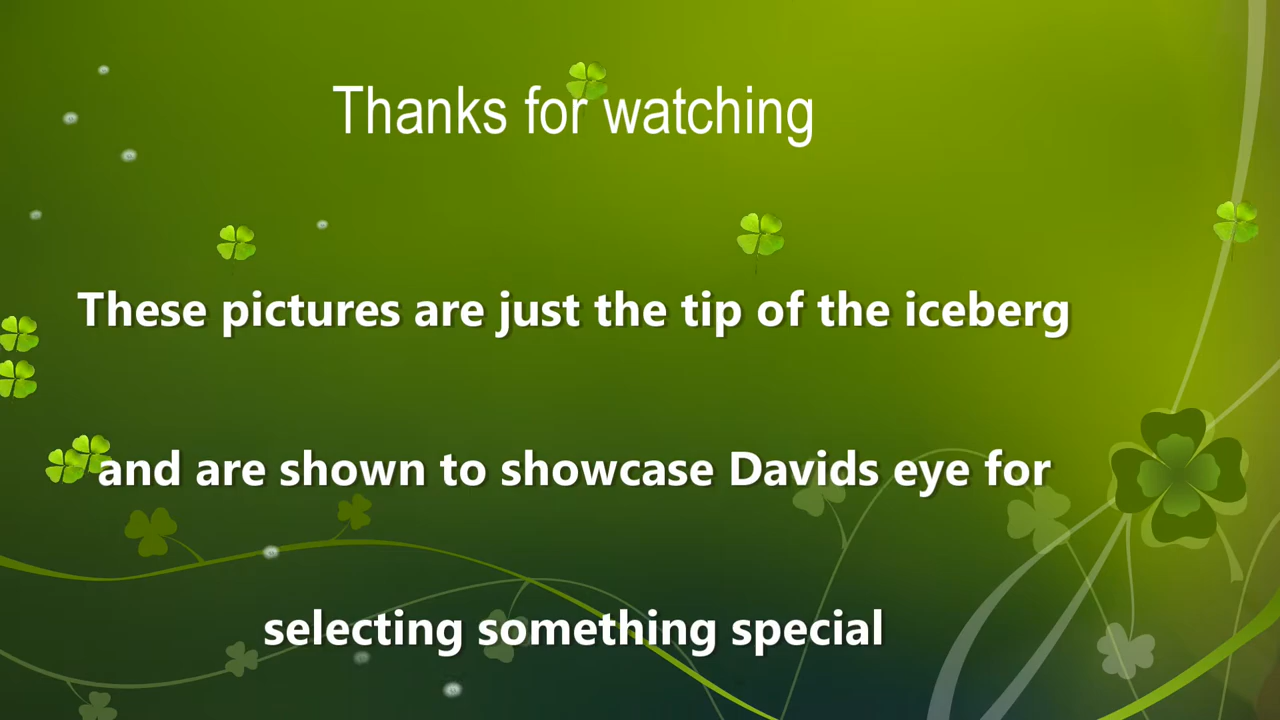 Thanks for watching
These pictures are just the tip of the iceberg
and are shown to showcase Davids eye for
selecting something special